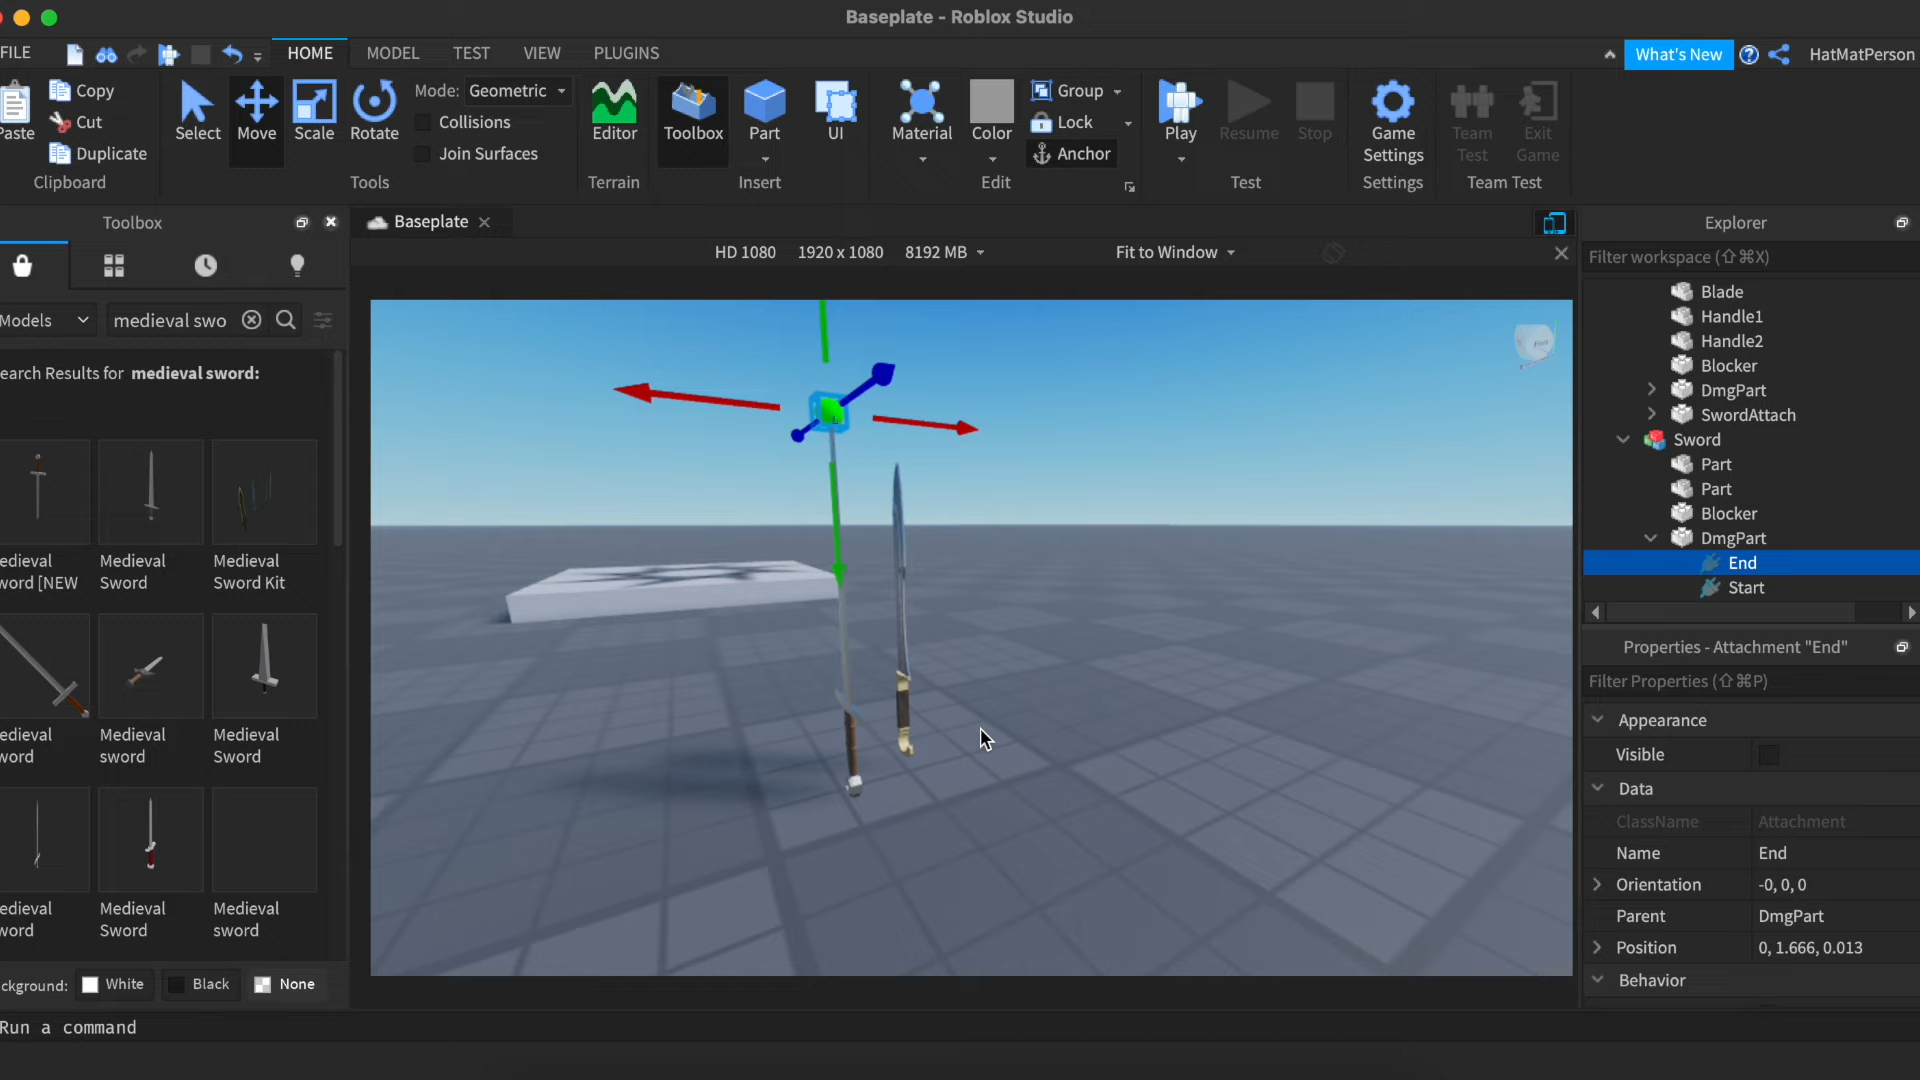 Baseplate - Roblox Studio
FILE
HOME
MODEL
TEST
VIEW
PLUGINS
What's New
HatMatPerson
Paste
Copy
Cut
Duplicate
Clipboard
Select
Move
Scale
Rotate
Mode: Geometric
Collisions
Join Surfaces
Tools
Editor
Terrain
Toolbox
Part
UI
Insert
Material
Color
Group
Lock
Anchor
Edit
Play
Resume
Stop
Test
Game
Settings
Settings
Team
Test
Exit
Game
Team Test
Toolbox
Baseplate
HD 1080 1920 x 1080 8192 MB
Fit to Window
Models
medieval swo
earch Results for medieval sword:
edieval
word [NEW
Medieval
Sword
Medieval
Sword Kit
edieval
word
Medieval
sword
Medieval
Sword
edieval
word
Medieval
Sword
Medieval
sword
ckground: White Black None
Run a command
Explorer
Filter workspace (⇧⌘X)
Blade
Handle1
Handle2
Blocker
DmgPart
SwordAttach
Sword
Part
Part
Blocker
DmgPart
End
Start
Properties - Attachment "End"
Filter Properties (⇧⌘P)
Appearance
Visible
Data
ClassName Attachment
Name End
Orientation -0, 0, 0
Parent DmgPart
Position 0, 1.666, 0.013
Behavior